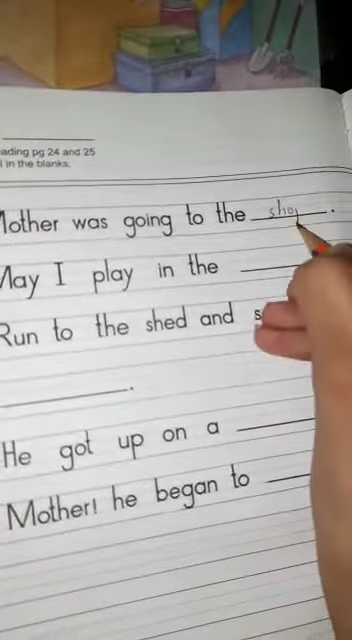 ading pg 24 and 25
in the blanks.
Mother was going to the sho .
May I play in the
Run to the shed and s
.
He got up on a
Mother! he began to